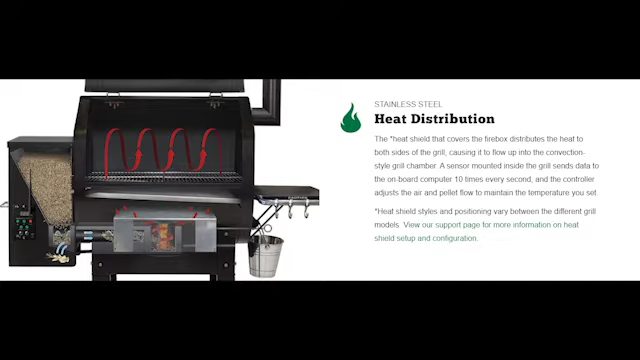 STAINLESS STEEL
Heat Distribution
The *heat shield that covers the firebox distributes the heat to
both sides of the grill, causing it to flow up into the convection-
style grill chamber. A sensor mounted inside the grill sends data to
the on-board computer 10 times every second, and the controller
adjusts the air and pellet flow to maintain the temperature you set.
*Heat shield styles and positioning vary between the different grill
models. View our support page for more information on heat
shield setup and configuration.